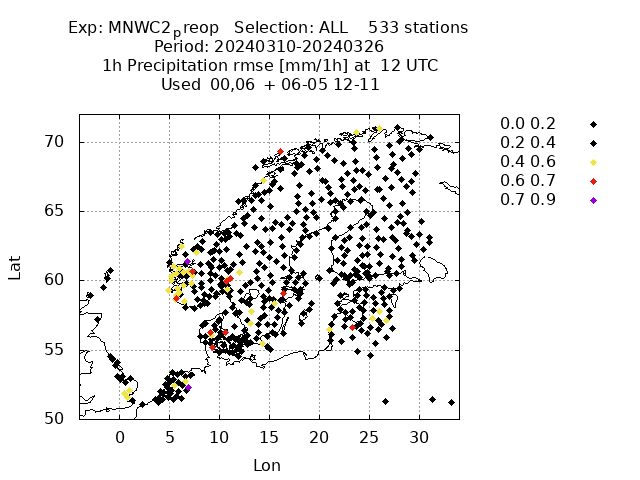 Exp: MNWC2preop Selection: ALL 533 stations
Period: 20240310-20240326
1h Precipitation rmse [mm/1h] at 12 UTC
Used 00,06 + 06-05 12-11
0.0 0.2
0.2 0.4
0.4 0.6
0.6 0.7
0.7 0.9
Lat
70
65
60
55
50
0 5 10 15 20 25 30
Lon